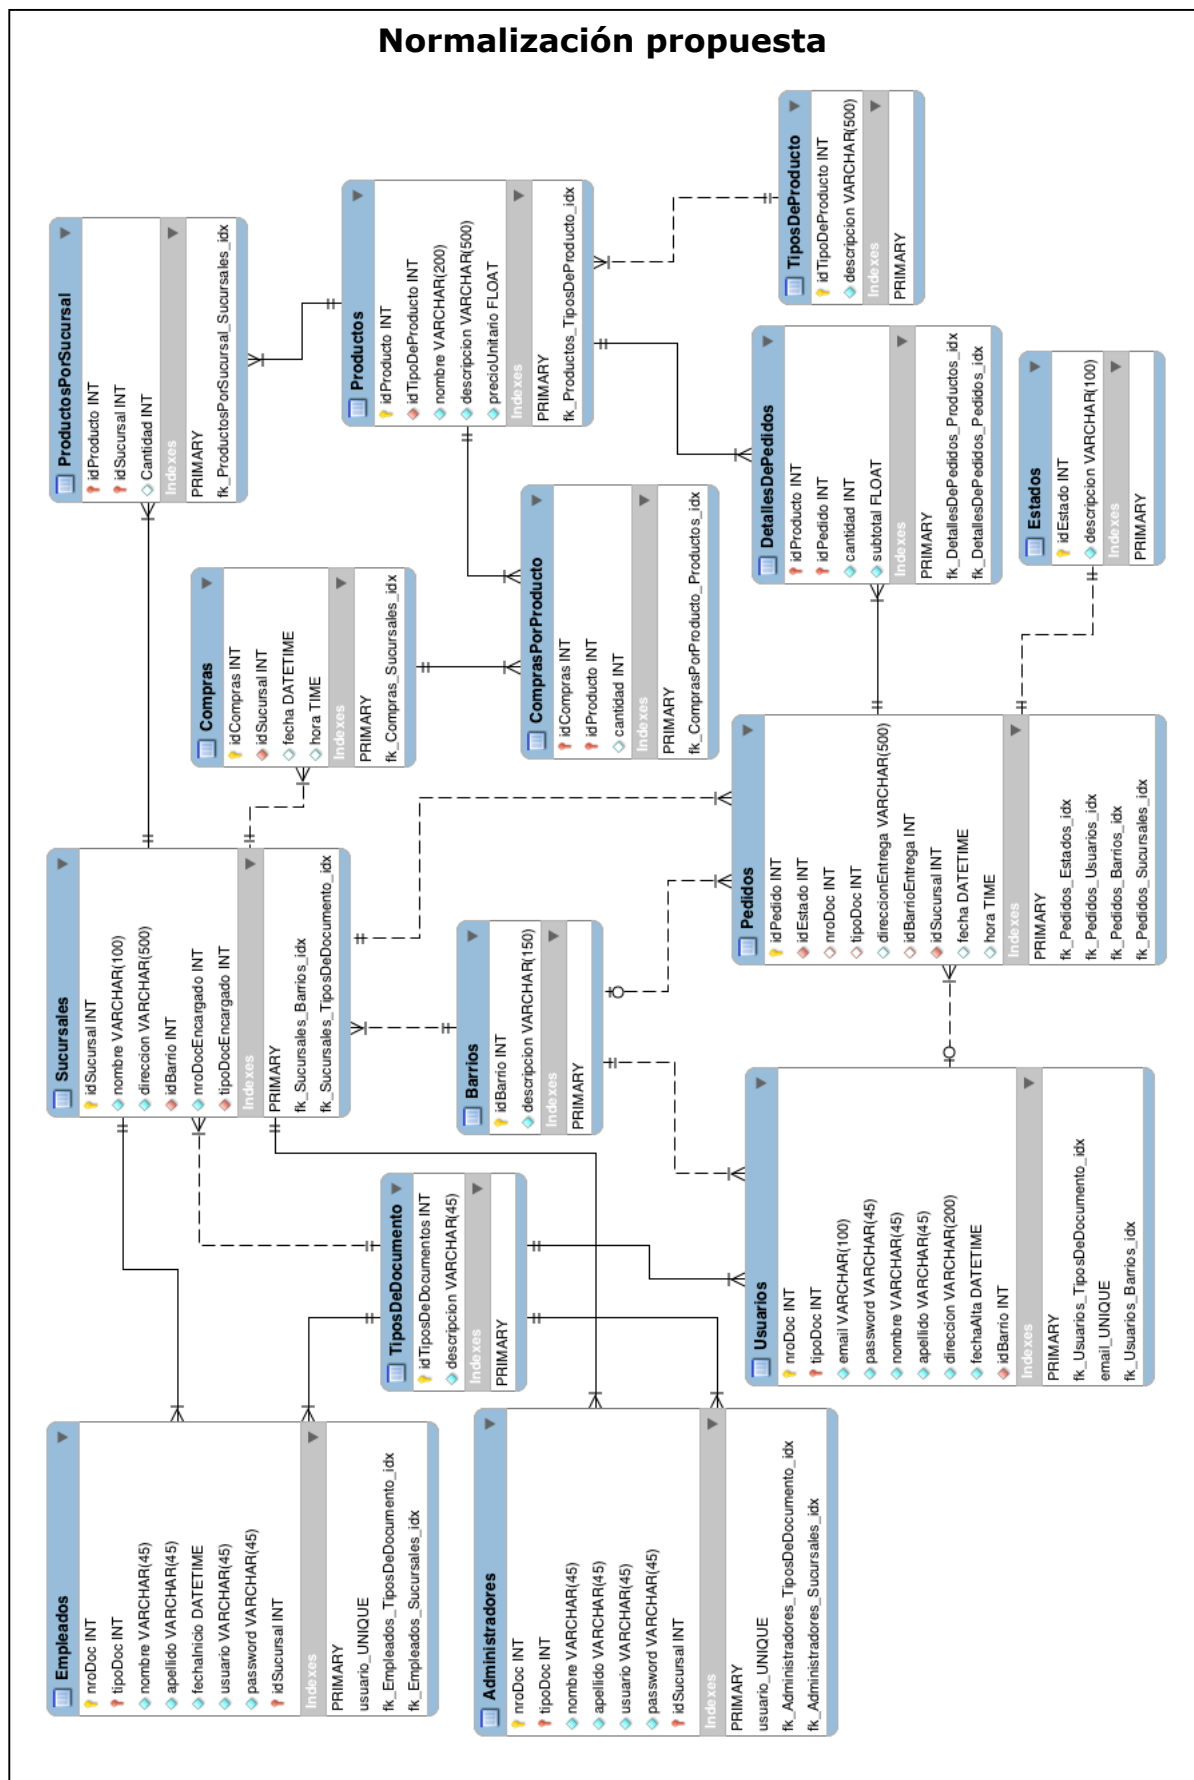 Normalización propuesta
Empleados
nroDoc INT
tipoDoc INT
nombre VARCHAR(45)
apellido VARCHAR(45)
fechaInicio DATETIME
usuario VARCHAR(45)
password VARCHAR(45)
idSucursal INT
Indexes
PRIMARY
usuario_UNIQUE
fk_Empleados_TiposDeDocumento_idx
fk_Empleados_Sucursales_idx
Sucursales
idSucursal INT
nombre VARCHAR(100)
direccion VARCHAR(500)
idBarrio INT
nroDocEncargado INT
tipoDocEncargado INT
Indexes
PRIMARY
fk_Sucursales_Barrios_idx
fk_Sucursales_TiposDeDocumento_idx
ProductosPorSucursal
idProducto INT
idSucursal INT
Cantidad INT
Indexes
PRIMARY
fk_ProductosPorSucursal_Sucursales_idx
Compras
idCompras INT
idSucursal INT
fecha DATETIME
hora TIME
Indexes
PRIMARY
fk_Compras_Sucursales_idx
Productos
idProducto INT
idTipoDeProducto INT
nombre VARCHAR(200)
descripcion VARCHAR(500)
precioUnitario FLOAT
Indexes
PRIMARY
fk_Productos_TiposDeProducto_idx
TiposDeDocumento
idTiposDeDocumentos INT
descripcion VARCHAR(45)
Indexes
PRIMARY
Barrios
idBarrio INT
descripcion VARCHAR(150)
Indexes
PRIMARY
ComprasPorProducto
idCompras INT
idProducto INT
cantidad INT
Indexes
PRIMARY
fk_ComprasPorProducto_Productos_idx
Administradores
nroDoc INT
tipoDoc INT
nombre VARCHAR(45)
apellido VARCHAR(45)
usuario VARCHAR(45)
password VARCHAR(45)
idSucursal INT
Indexes
PRIMARY
usuario_UNIQUE
fk_Administradores_TiposDeDocumento_idx
fk_Administradores_Sucursales_idx
Usuarios
nroDoc INT
tipoDoc INT
email VARCHAR(100)
password VARCHAR(45)
nombre VARCHAR(45)
apellido VARCHAR(45)
direccion VARCHAR(200)
fechaAlta DATETIME
idBarrio INT
Indexes
PRIMARY
fk_Usuarios_TiposDeDocumento_idx
email_UNIQUE
fk_Usuarios_Barrios_idx
Pedidos
idPedido INT
idEstado INT
nroDoc INT
tipoDoc INT
direccionEntrega VARCHAR(500)
idBarrioEntrega INT
idSucursal INT
fecha DATETIME
hora TIME
Indexes
PRIMARY
fk_Pedidos_Estados_idx
fk_Pedidos_Usuarios_idx
fk_Pedidos_Barrios_idx
fk_Pedidos_Sucursales_idx
DetallesDePedidos
idProducto INT
idPedido INT
cantidad INT
subtotal FLOAT
Indexes
PRIMARY
fk_DetallesDePedidos_Productos_idx
fk_DetallesDePedidos_Pedidos_idx
TiposDeProducto
idTipoDeProducto INT
descripcion VARCHAR(500)
Indexes
PRIMARY
Estados
idEstado INT
descripcion VARCHAR(100)
Indexes
PRIMARY